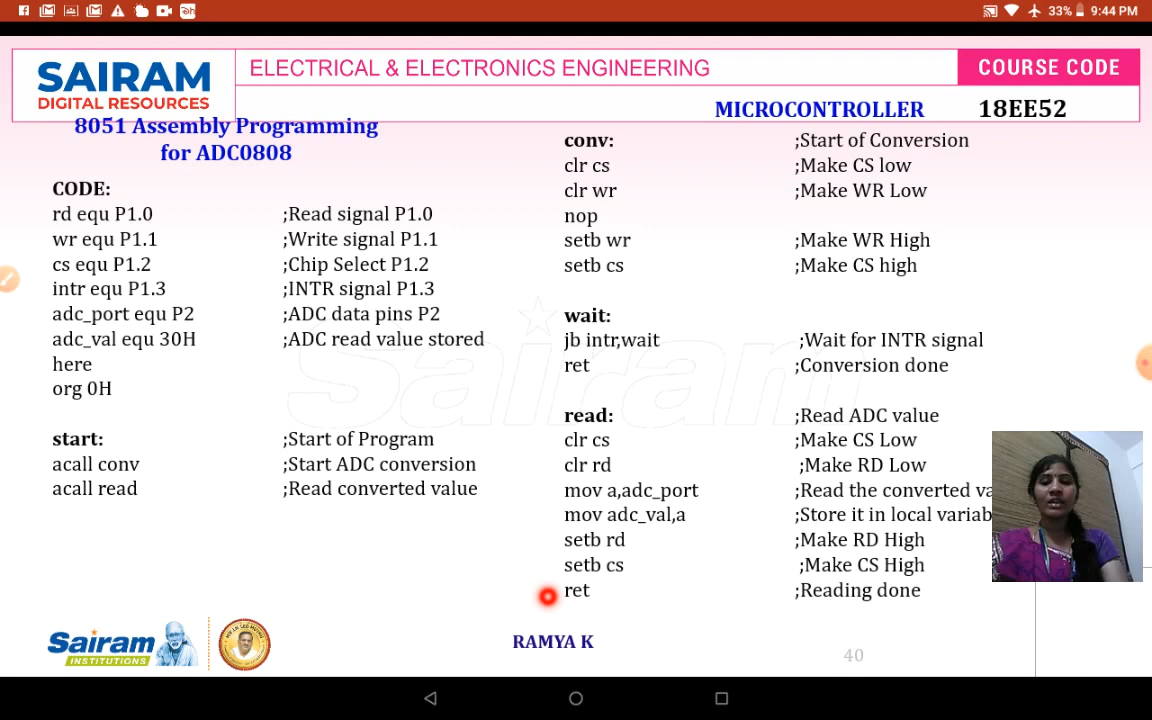 33% 9:44 PM
SAIRAM
DIGITAL RESOURCES
ELECTRICAL & ELECTRONICS ENGINEERING
COURSE CODE
MICROCONTROLLER 18EE52
8051 Assembly Programming
for ADC0808
CODE:
rd equ P1.0 ;Read signal P1.0
wr equ P1.1 ;Write signal P1.1
cs equ P1.2 ;Chip Select P1.2
intr equ P1.3 ;INTR signal P1.3
adc_port equ P2 ;ADC data pins P2
adc_val equ 30H ;ADC read value stored
here
org 0H
start: ;Start of Program
acall conv ;Start ADC conversion
acall read ;Read converted value
conv: ;Start of Conversion
clr cs ;Make CS low
clr wr ;Make WR Low
nop
setb wr ;Make WR High
setb cs ;Make CS high
wait:
jb intr,wait ;Wait for INTR signal
ret ;Conversion done
read: ;Read ADC value
clr cs ;Make CS Low
clr rd ;Make RD Low
mov a,adc_port ;Read the converted va
mov adc_val,a ;Store it in local variab
setb rd ;Make RD High
setb cs ;Make CS High
ret ;Reading done
Sairam
Sairam
INSTITUTIONS
RAMYA K
40